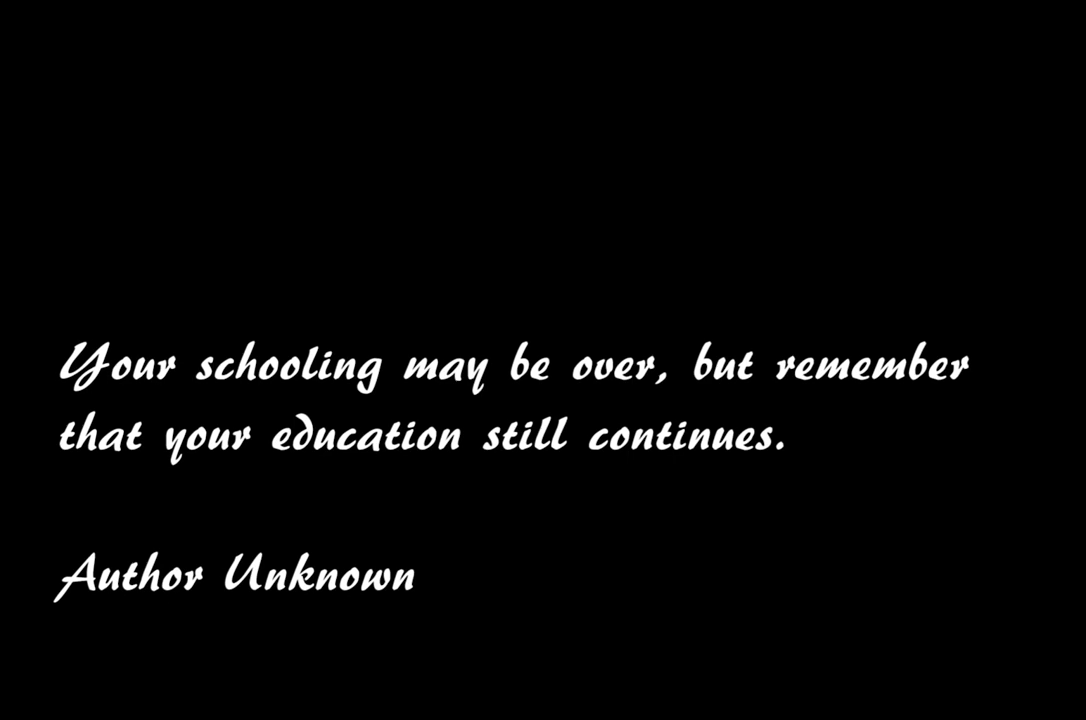 Your schooling may be over, but remember
that your education still continues.
Author Unknown